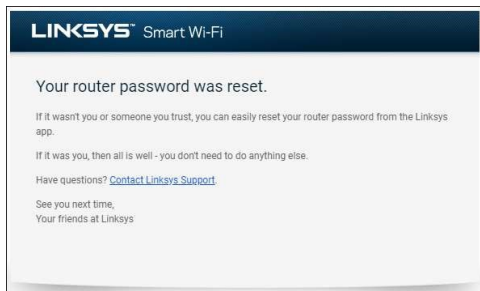 LINKSYS™ Smart Wi-Fi
Your router password was reset.
If it wasn't you or someone you trust, you can easily reset your router password from the Linksys
app.
If it was you, then all is well - you don't need to do anything else.
Have questions? Contact Linksys Support.
See you next time,
Your friends at Linksys